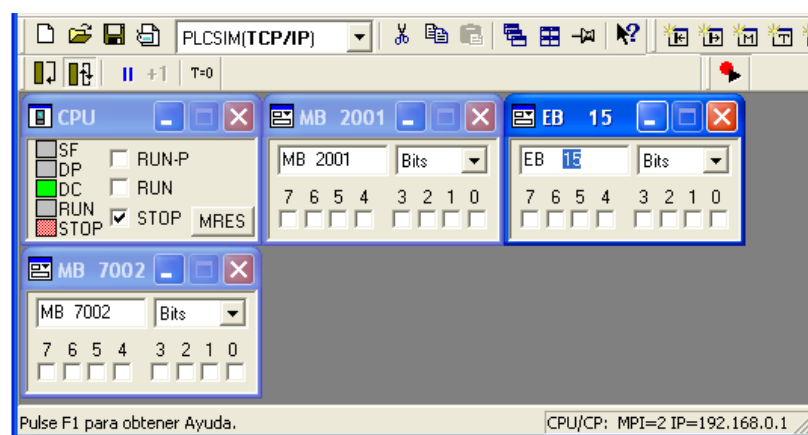 PLCSIM(TCP/IP)
+1 T=0
CPU
SF
DP
DC
RUN
STOP
RUN-P
RUN
STOP
MRES
MB 2001
MB 2001 Bits
7 6 5 4 3 2 1 0
EB 15
EB 15 Bits
7 6 5 4 3 2 1 0
MB 7002
MB 7002 Bits
7 6 5 4 3 2 1 0
Pulse F1 para obtener Ayuda.
CPU/CP: MPI=2 IP=192.168.0.1